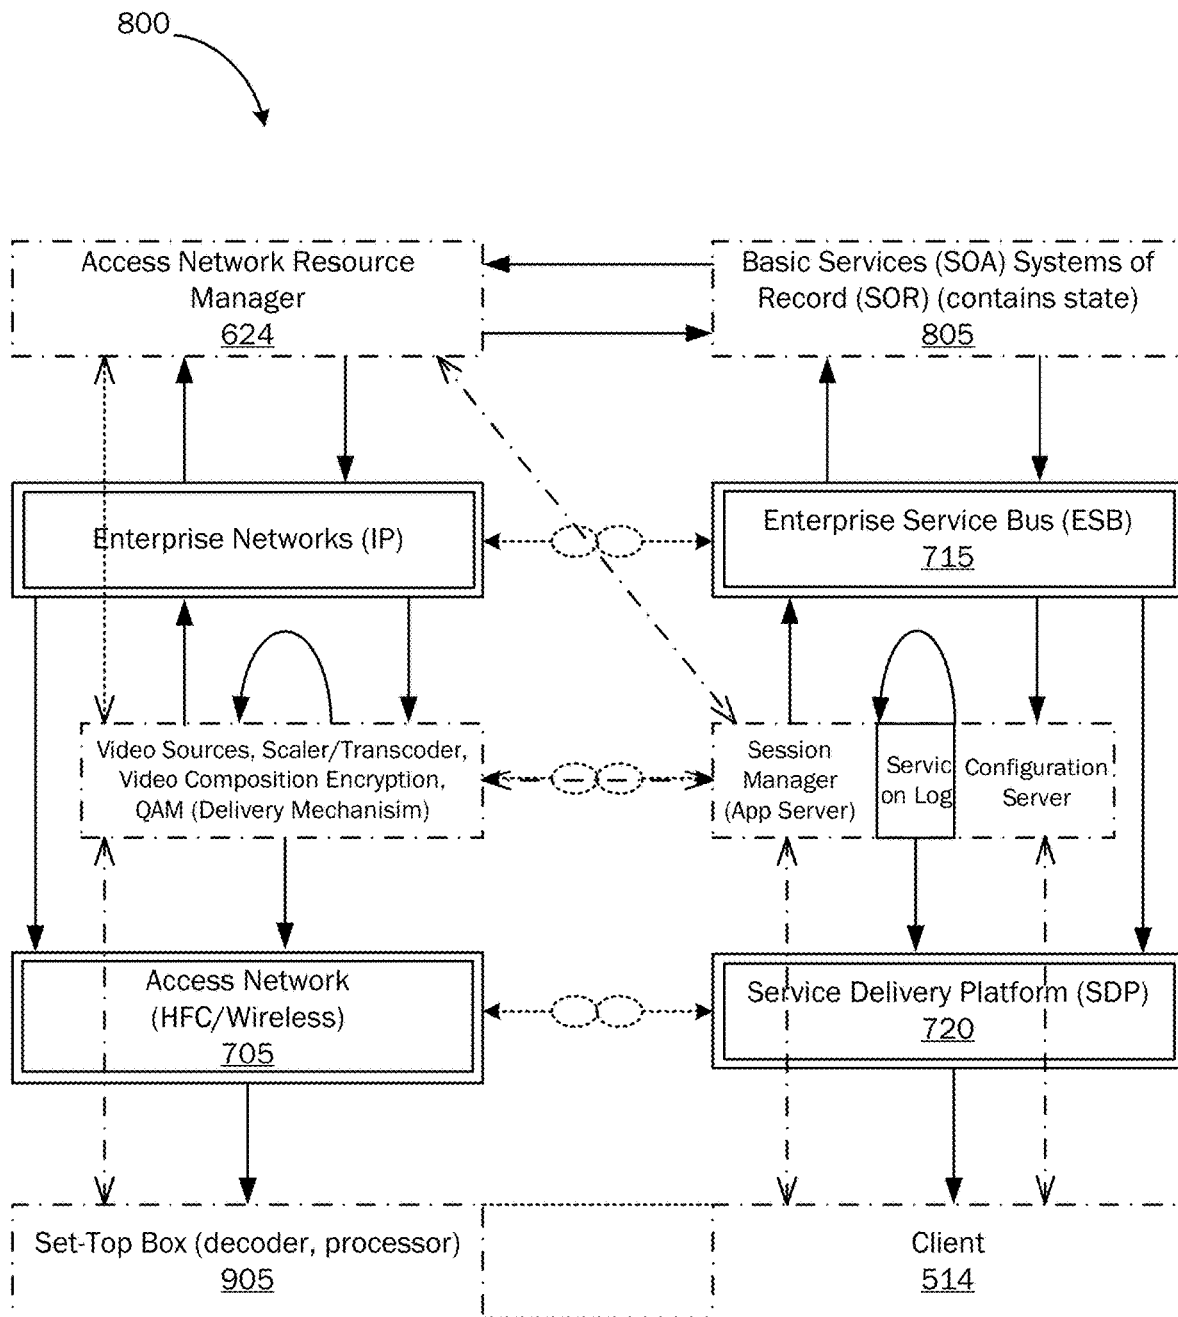 800
Access Network Resource
Manager
624
Basic Services (SOA) Systems of
Record (SOR) (contains state)
805
Enterprise Networks (IP)
Enterprise Service Bus (ESB)
715
Video Sources, Scaler/Transcoder,
Video Composition Encryption,
QAM (Delivery Mechanisim)
Session
Manager
(App Server)
Servic
on Log
Configuration
Server
Access Network
(HFC/Wireless)
705
Service Delivery Platform (SDP)
720
Set-Top Box (decoder, processor)
905
Client
514